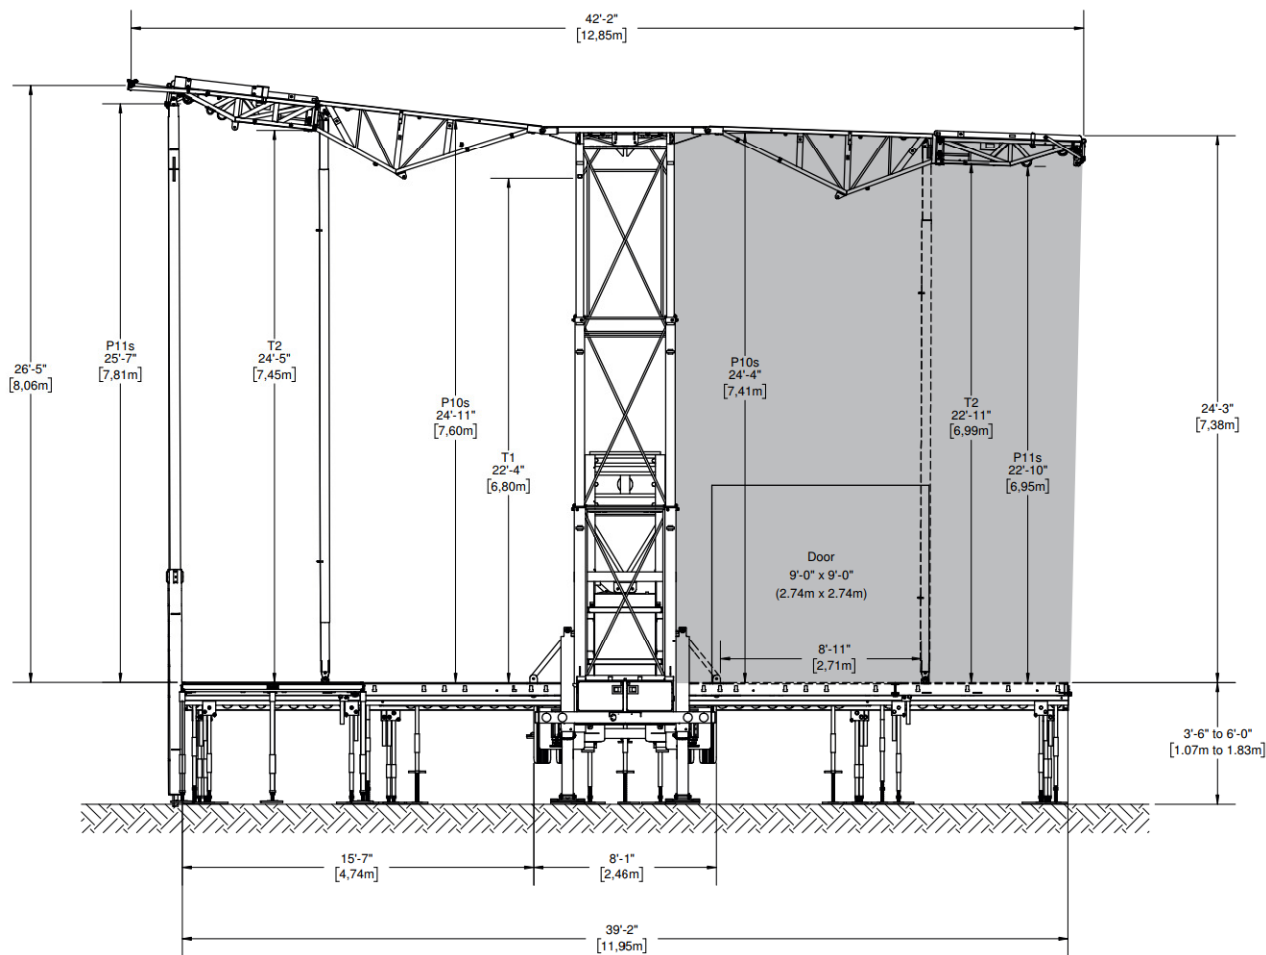 42'-2"
[12,85m]
26'-5"
[8,06m]
P11s
25'-7"
[7,81m]
T2
24'-5"
[7,45m]
P10s
24'-11"
[7,60m]
T1
22'-4"
[6,80m]
P10s
24'-4"
[7,41m]
T2
22'-11"
[6,99m]
P11s
22'-10"
[6,95m]
24'-3"
[7,38m]
Door
9'-0" x 9'-0"
(2.74m x 2.74m)
8'-11"
[2,71m]
3'-6" to 6'-0"
[1.07m to 1.83m]
15'-7"
[4,74m]
8'-1"
[2,46m]
39'-2"
[11,95m]